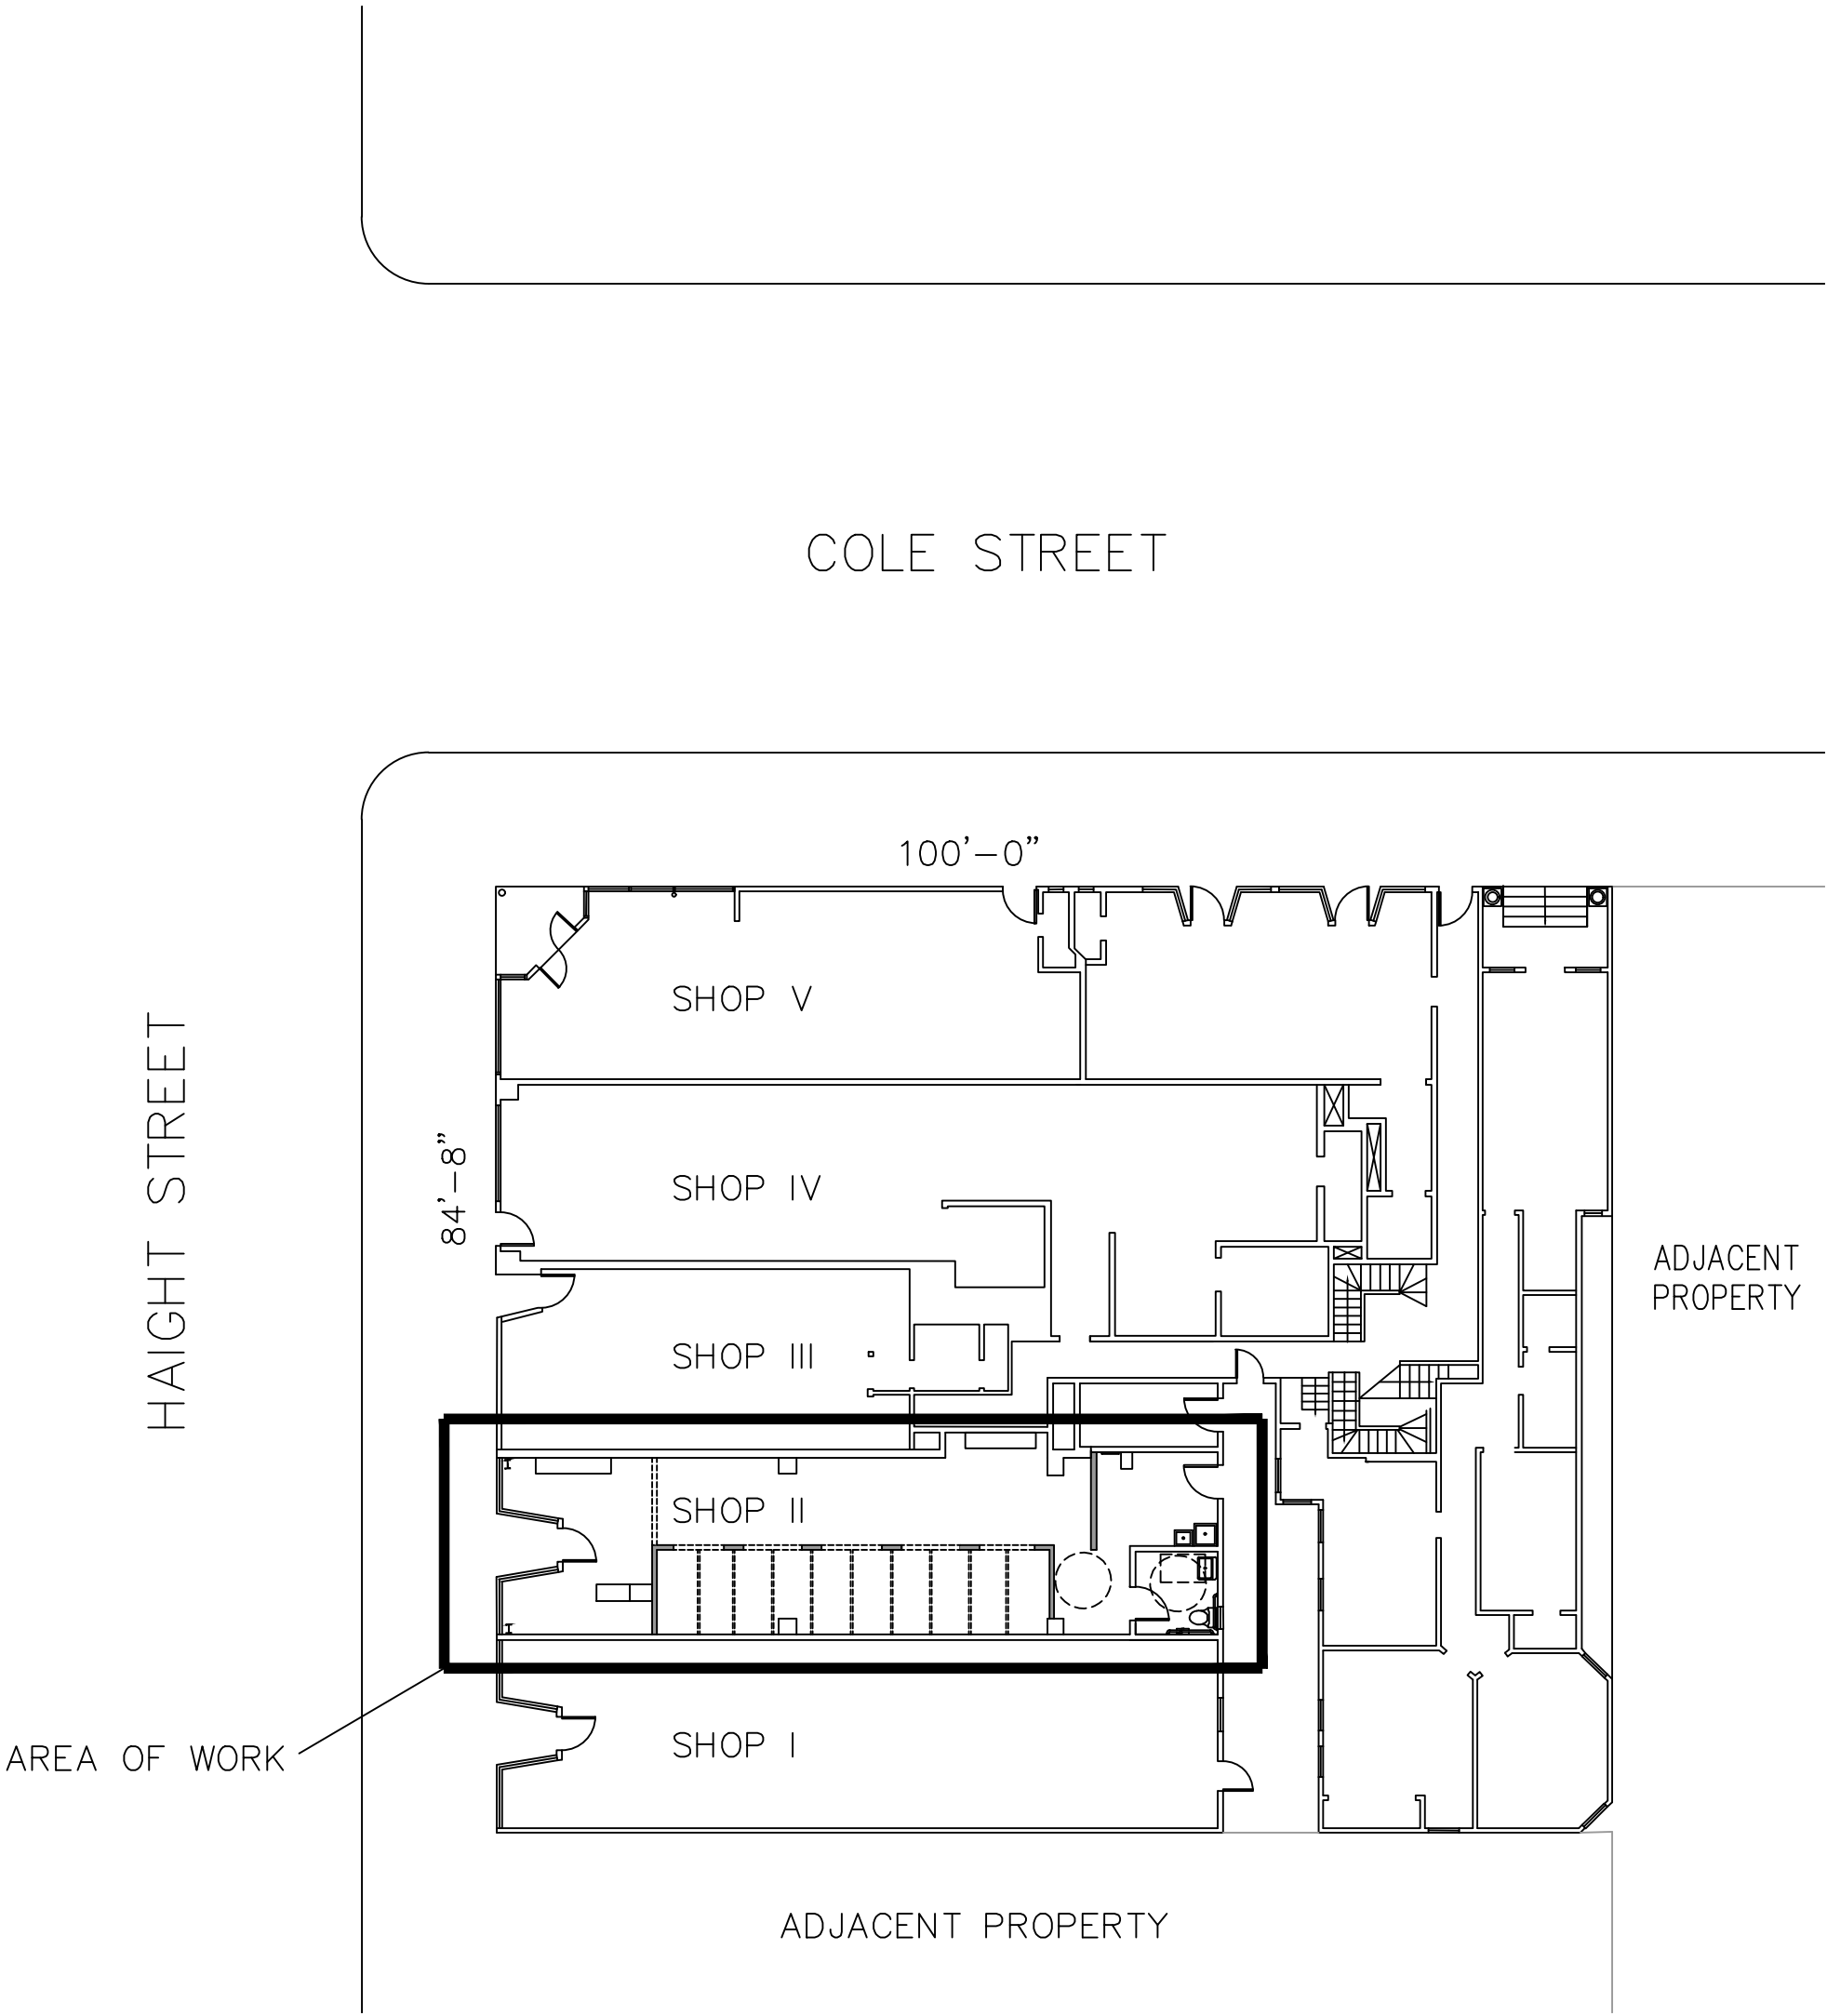 COLE STREET
100'-0"
HAIGHT STREET
84'-8"
SHOP V
SHOP IV
SHOP III
SHOP II
SHOP I
ADJACENT
PROPERTY
AREA OF WORK
ADJACENT PROPERTY